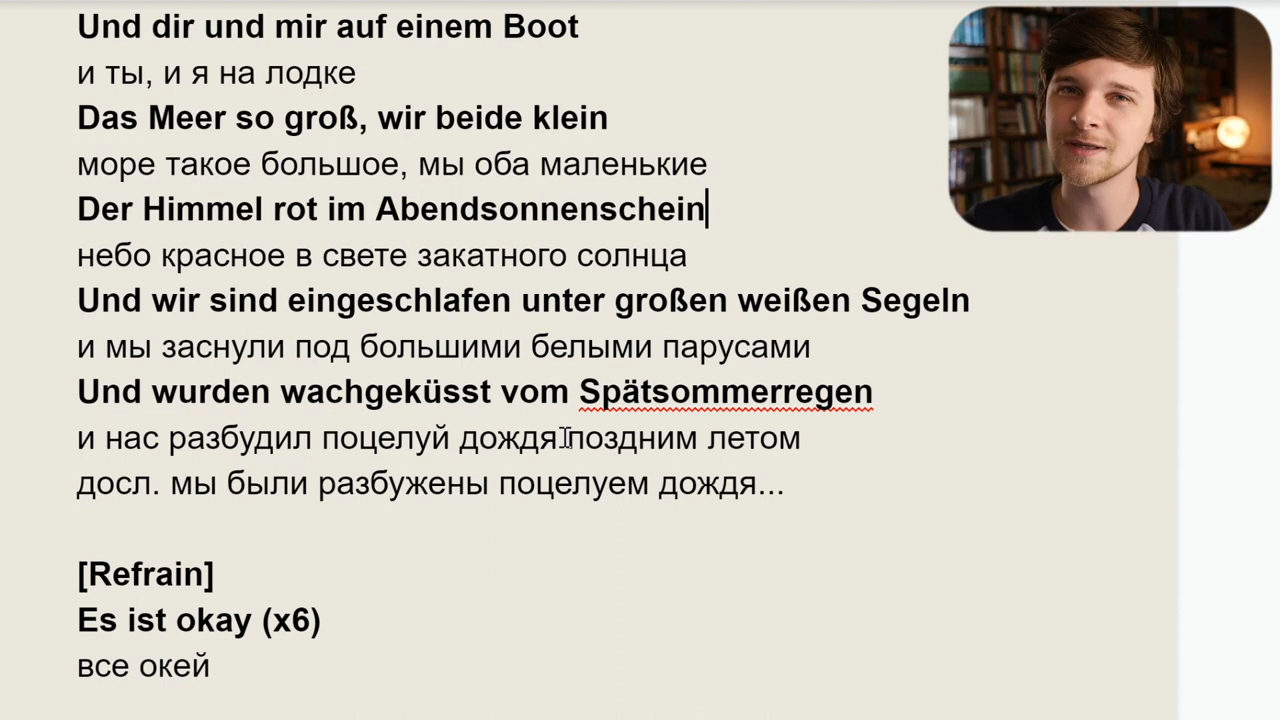 Und dir und mir auf einem Boot
и ты, и я на лодке
Das Meer so groß, wir beide klein
море такое большое, мы оба маленькие
Der Himmel rot im Abendsonnenschein
небо красное в свете закатного солнца
Und wir sind eingeschlafen unter großen weißen Segeln
и мы заснули под большими белыми парусами
Und wurden wachgeküsst vom Spätsommerregen
и нас разбудил поцелуй дождя поздним летом
досл. мы были разбужены поцелуем дождя...
[Refrain]
Es ist okay (x6)
все окей